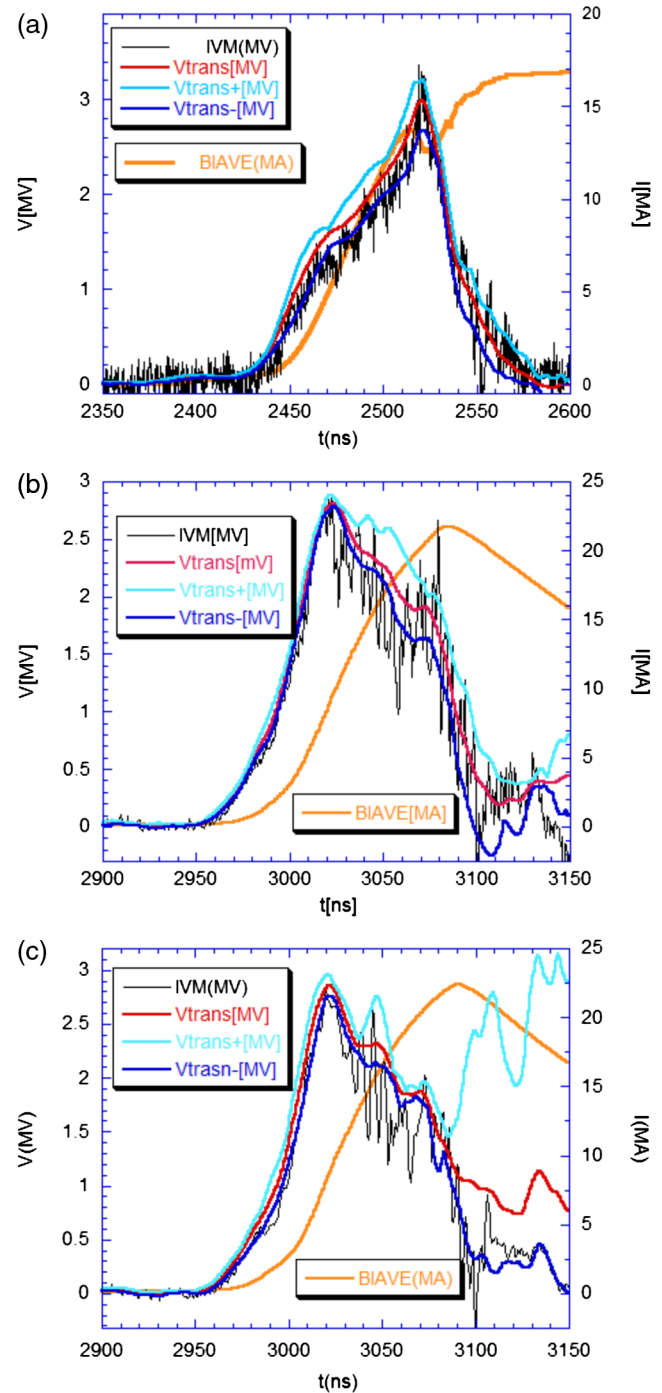 (a)
IVM(MV)
Vtrans[MV]
Vtrans+[MV]
Vtrans-[MV]
BIAVE(MA)
V[MV]
3
2
1
0
I[MA]
20
15
10
5
0
2350 2400 2450 2500 2550 2600
t(ns)
(b)
IVM[MV]
Vtrans[mV]
Vtrans+[MV]
Vtrans-[MV]
BIAVE[MA]
V[MV]
3
2.5
2
1.5
1
0.5
0
I[MA]
25
20
15
10
5
0
2900 2950 3000 3050 3100 3150
t[ns]
(c)
IVM(MV)
Vtrans[MV]
Vtrans+[MV]
Vtrasn-[MV]
BIAVE(MA)
V(MV)
3
2.5
2
1.5
1
0.5
0
I(MA)
25
20
15
10
5
0
2900 2950 3000 3050 3100 3150
t(ns)